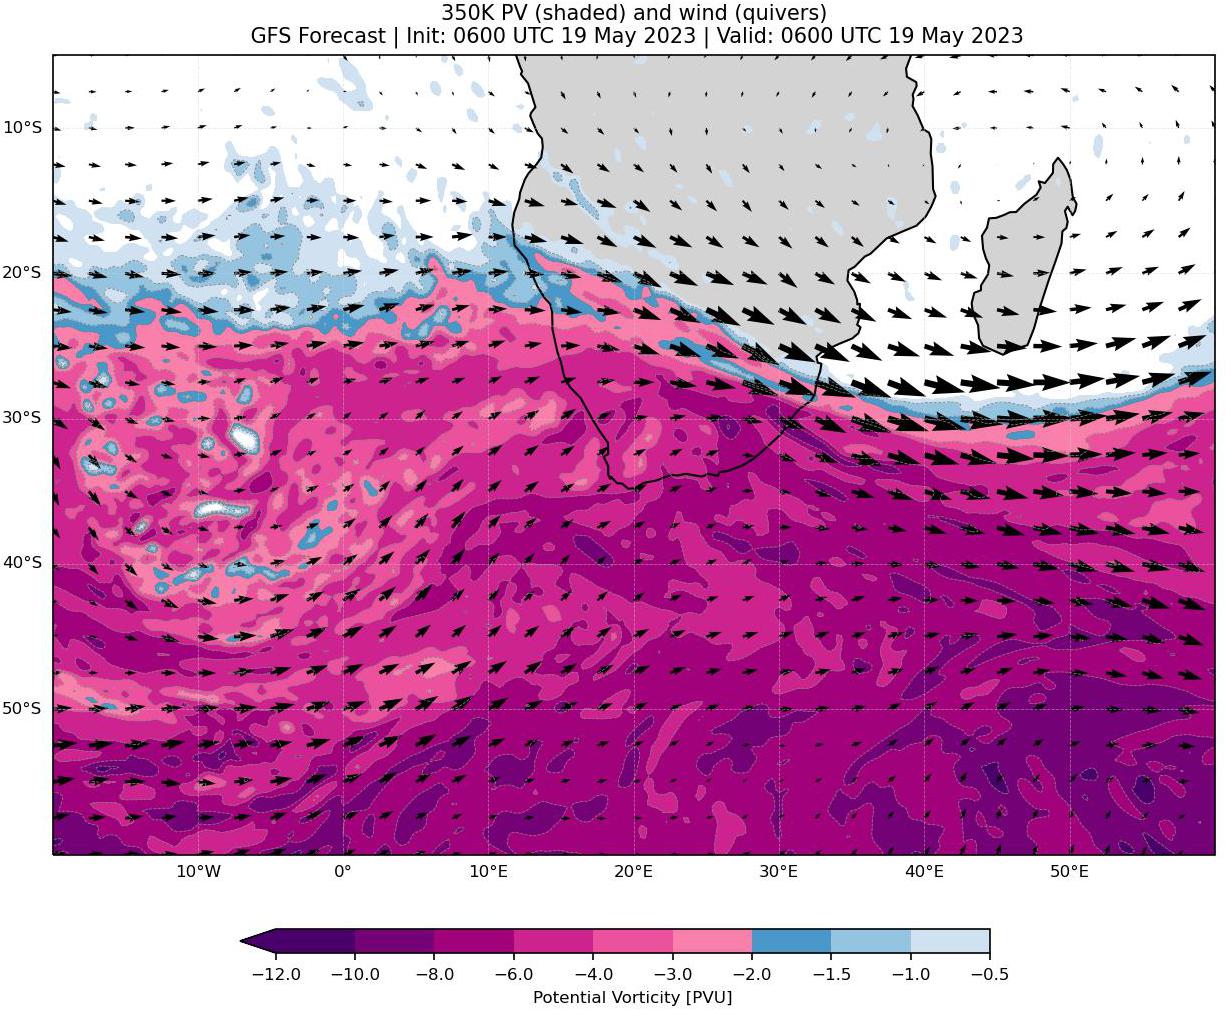 350K PV (shaded) and wind (quivers)
GFS Forecast | Init: 0600 UTC 19 May 2023 | Valid: 0600 UTC 19 May 2023
10°S
20°S
30°S
40°S
50°S
10°W 0° 10°E 20°E 30°E 40°E 50°E
−12.0 −10.0 −8.0 −6.0 −4.0 −3.0 −2.0 −1.5 −1.0 −0.5
Potential Vorticity [PVU]